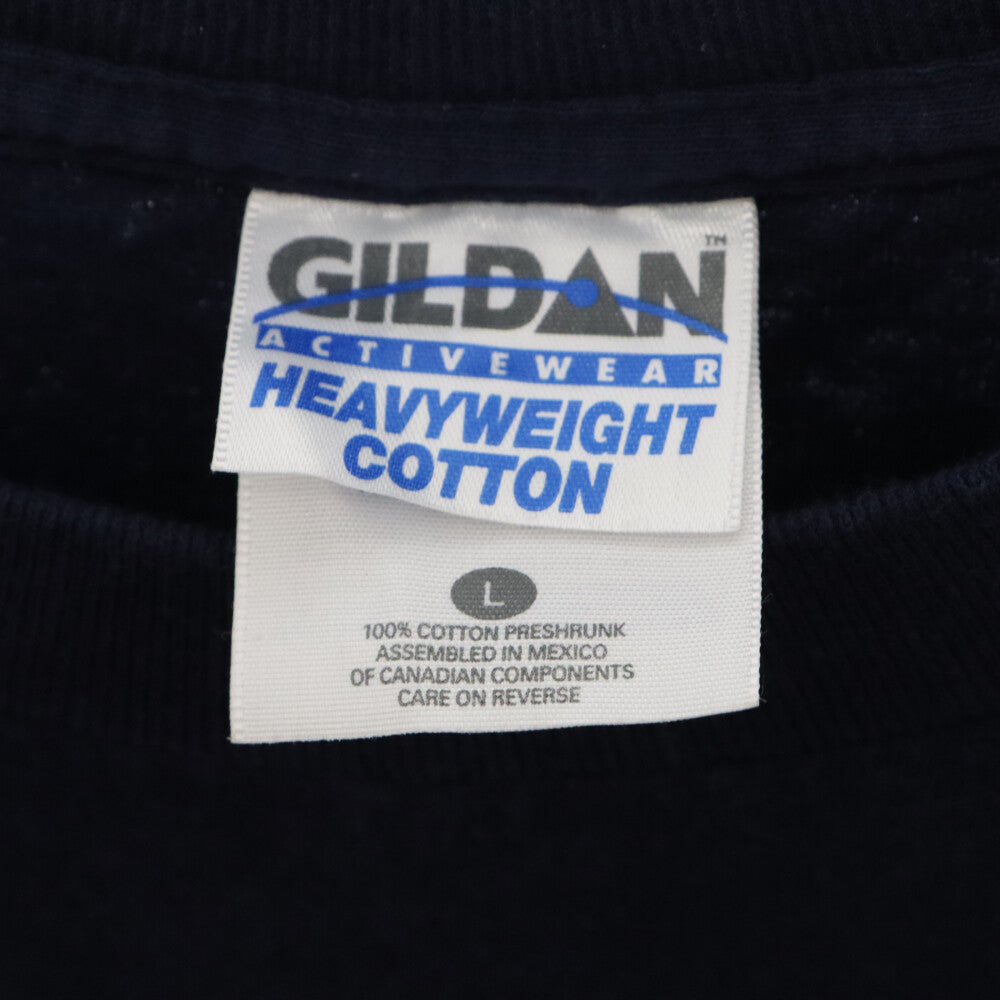 GILDAN™
ACTIVEWEAR
HEAVYWEIGHT
COTTON
L
100% COTTON PRESHRUNK
ASSEMBLED IN MEXICO
OF CANADIAN COMPONENTS
CARE ON REVERSE